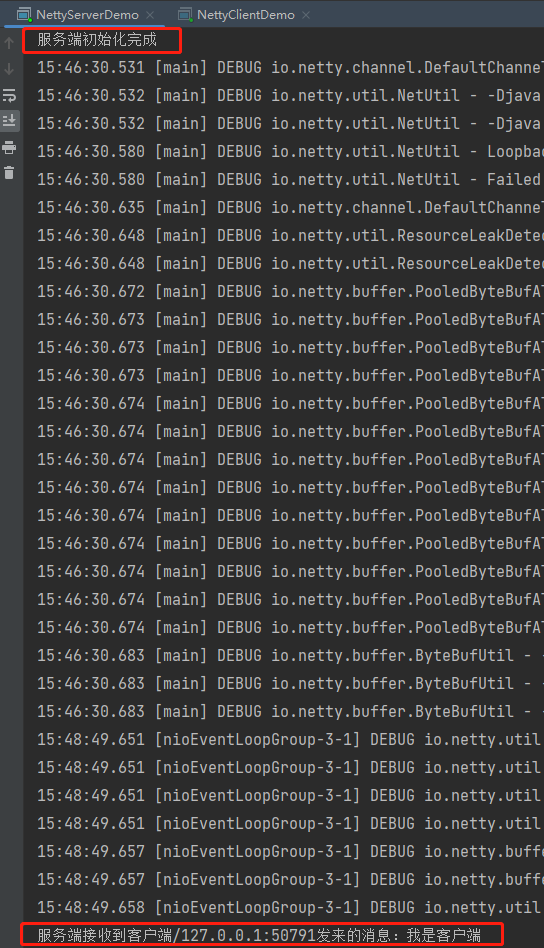 NettyServerDemo NettyClientDemo
服务端初始化完成
15:46:30.531 [main] DEBUG io.netty.channel.DefaultChannel
15:46:30.532 [main] DEBUG io.netty.util.NetUtil - -Djava
15:46:30.532 [main] DEBUG io.netty.util.NetUtil - -Djava
15:46:30.580 [main] DEBUG io.netty.util.NetUtil - Loopba
15:46:30.580 [main] DEBUG io.netty.util.NetUtil - Failed
15:46:30.635 [main] DEBUG io.netty.channel.DefaultChannel
15:46:30.648 [main] DEBUG io.netty.util.ResourceLeakDete
15:46:30.648 [main] DEBUG io.netty.util.ResourceLeakDete
15:46:30.672 [main] DEBUG io.netty.buffer.PooledByteBufAl
15:46:30.673 [main] DEBUG io.netty.buffer.PooledByteBufAl
15:46:30.673 [main] DEBUG io.netty.buffer.PooledByteBufAl
15:46:30.673 [main] DEBUG io.netty.buffer.PooledByteBufAl
15:46:30.674 [main] DEBUG io.netty.buffer.PooledByteBufAl
15:46:30.674 [main] DEBUG io.netty.buffer.PooledByteBufAl
15:46:30.674 [main] DEBUG io.netty.buffer.PooledByteBufAl
15:46:30.674 [main] DEBUG io.netty.buffer.PooledByteBufAl
15:46:30.674 [main] DEBUG io.netty.buffer.PooledByteBufAl
15:46:30.674 [main] DEBUG io.netty.buffer.PooledByteBufAl
15:46:30.674 [main] DEBUG io.netty.buffer.PooledByteBufAl
15:46:30.674 [main] DEBUG io.netty.buffer.PooledByteBufAl
15:46:30.674 [main] DEBUG io.netty.buffer.PooledByteBufAl
15:46:30.683 [main] DEBUG io.netty.buffer.ByteBufUtil - -
15:46:30.683 [main] DEBUG io.netty.buffer.ByteBufUtil - -
15:46:30.683 [main] DEBUG io.netty.buffer.ByteBufUtil - -
15:48:49.651 [nioEventLoopGroup-3-1] DEBUG io.netty.util
15:48:49.651 [nioEventLoopGroup-3-1] DEBUG io.netty.util
15:48:49.651 [nioEventLoopGroup-3-1] DEBUG io.netty.util
15:48:49.651 [nioEventLoopGroup-3-1] DEBUG io.netty.util
15:48:49.657 [nioEventLoopGroup-3-1] DEBUG io.netty.buffe
15:48:49.657 [nioEventLoopGroup-3-1] DEBUG io.netty.buffe
15:48:49.658 [nioEventLoopGroup-3-1] DEBUG io.netty.util
服务端接收到客户端/127.0.0.1:50791发来的消息：我是客户端